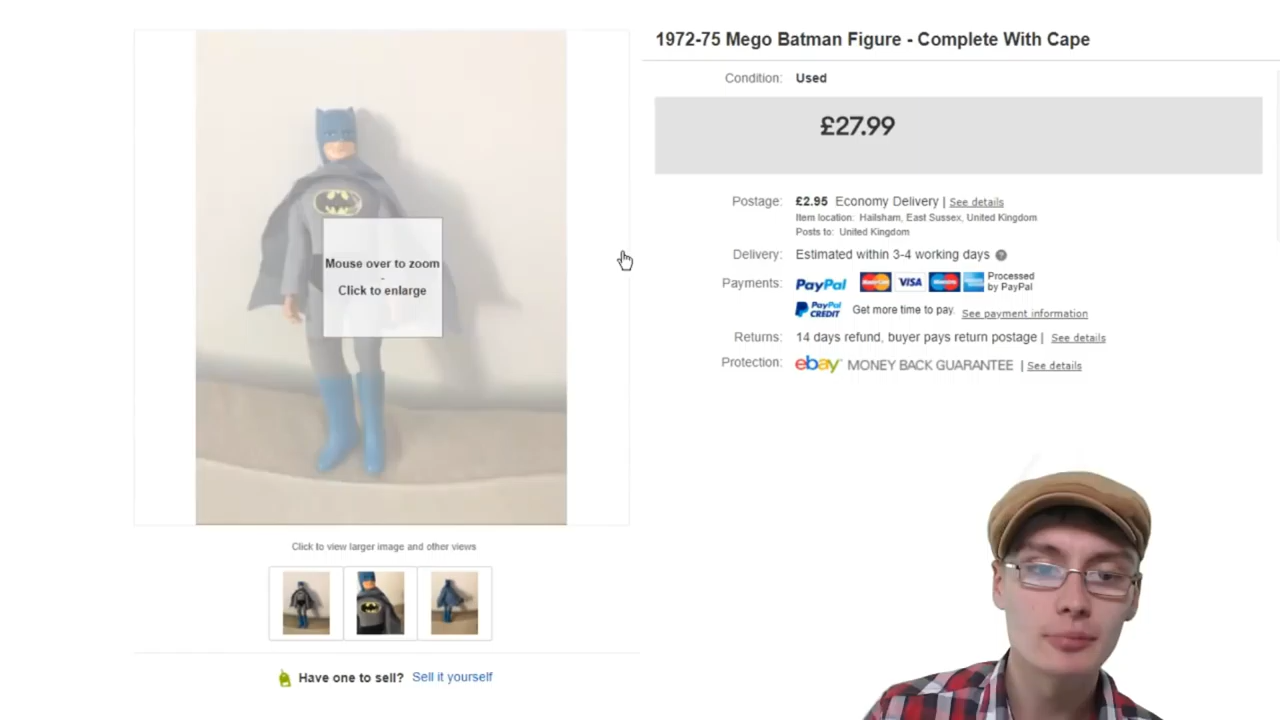 1972-75 Mego Batman Figure - Complete With Cape
Condition: Used
£27.99
Postage: £2.95 Economy Delivery | See details
Item location: Hailsham, East Sussex, United Kingdom
Posts to: United Kingdom
Delivery: Estimated within 3-4 working days ?
Payments: PayPal MasterCard VISA Maestro Processed by PayPal
PayPal CREDIT Get more time to pay. See payment information
Returns: 14 days refund, buyer pays return postage | See details
Protection: ebay MONEY BACK GUARANTEE | See details
Mouse over to zoom
-
Click to enlarge
Click to view larger image and other views
Have one to sell? Sell it yourself